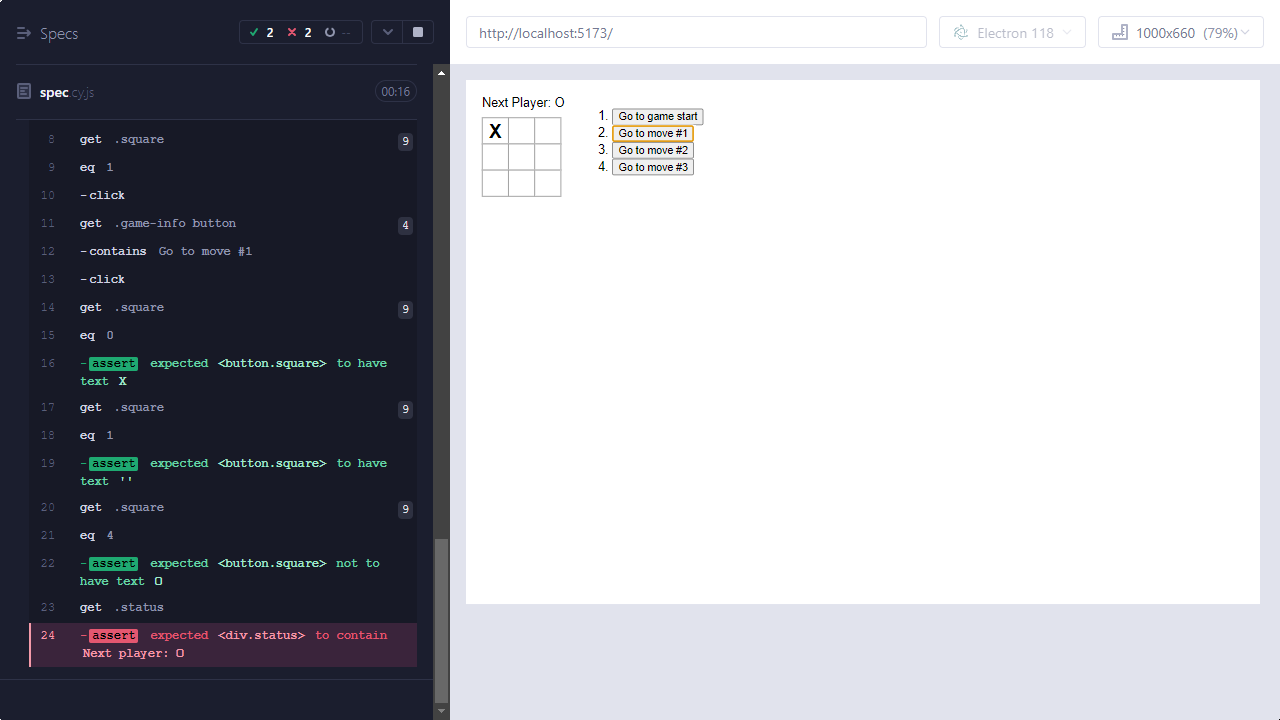 Specs
2
2
--
http://localhost:5173/
Electron 118
1000x660 (79%)
spec.cy.js
00:16
8 get .square 9
9 eq 1
10 -click
11 get .game-info button 4
12 -contains Go to move #1
13 -click
14 get .square 9
15 eq 0
16 -assert expected <button.square> to have
text X
17 get .square 9
18 eq 1
19 -assert expected <button.square> to have
text ''
20 get .square 9
21 eq 4
22 -assert expected <button.square> not to
have text O
23 get .status
24 -assert expected <div.status> to contain
Next player: O
Next Player: O
X
1. Go to game start
2. Go to move #1
3. Go to move #2
4. Go to move #3